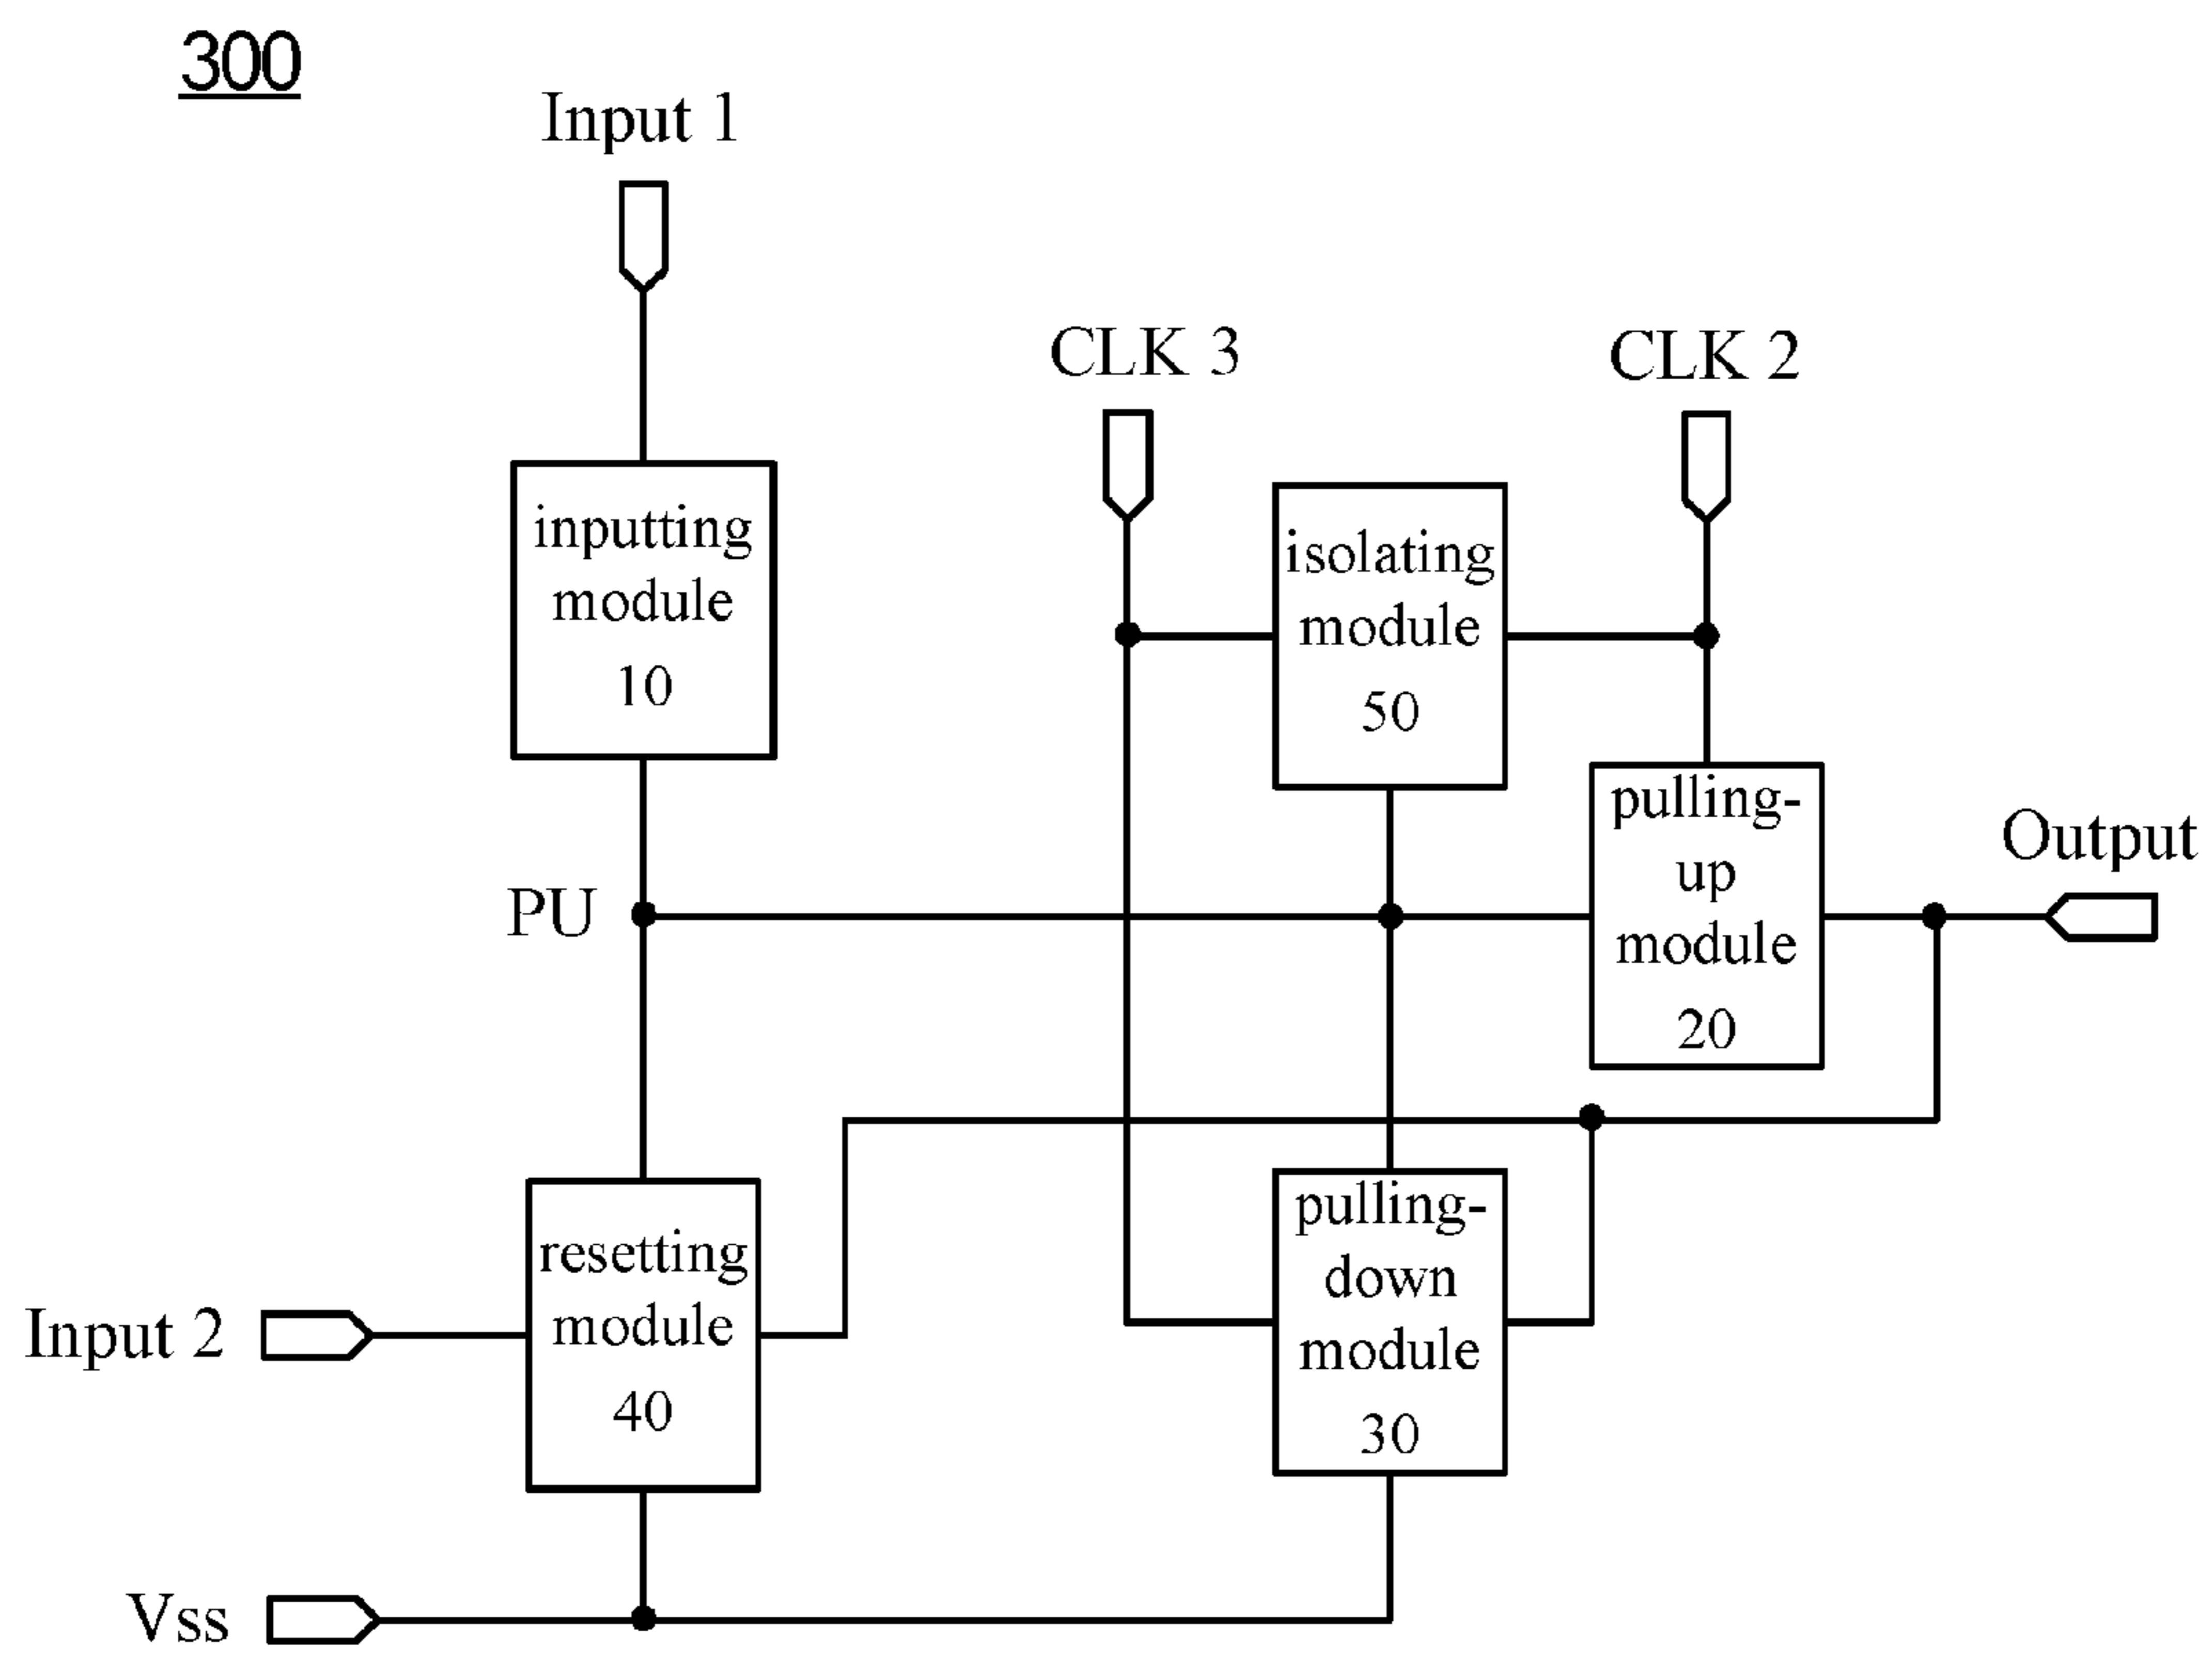 300
Input 1
CLK 3
CLK 2
inputting
module
10
isolating
module
50
pulling-
up
module
20
Output
PU
resetting
module
40
pulling-
down
module
30
Input 2
Vss